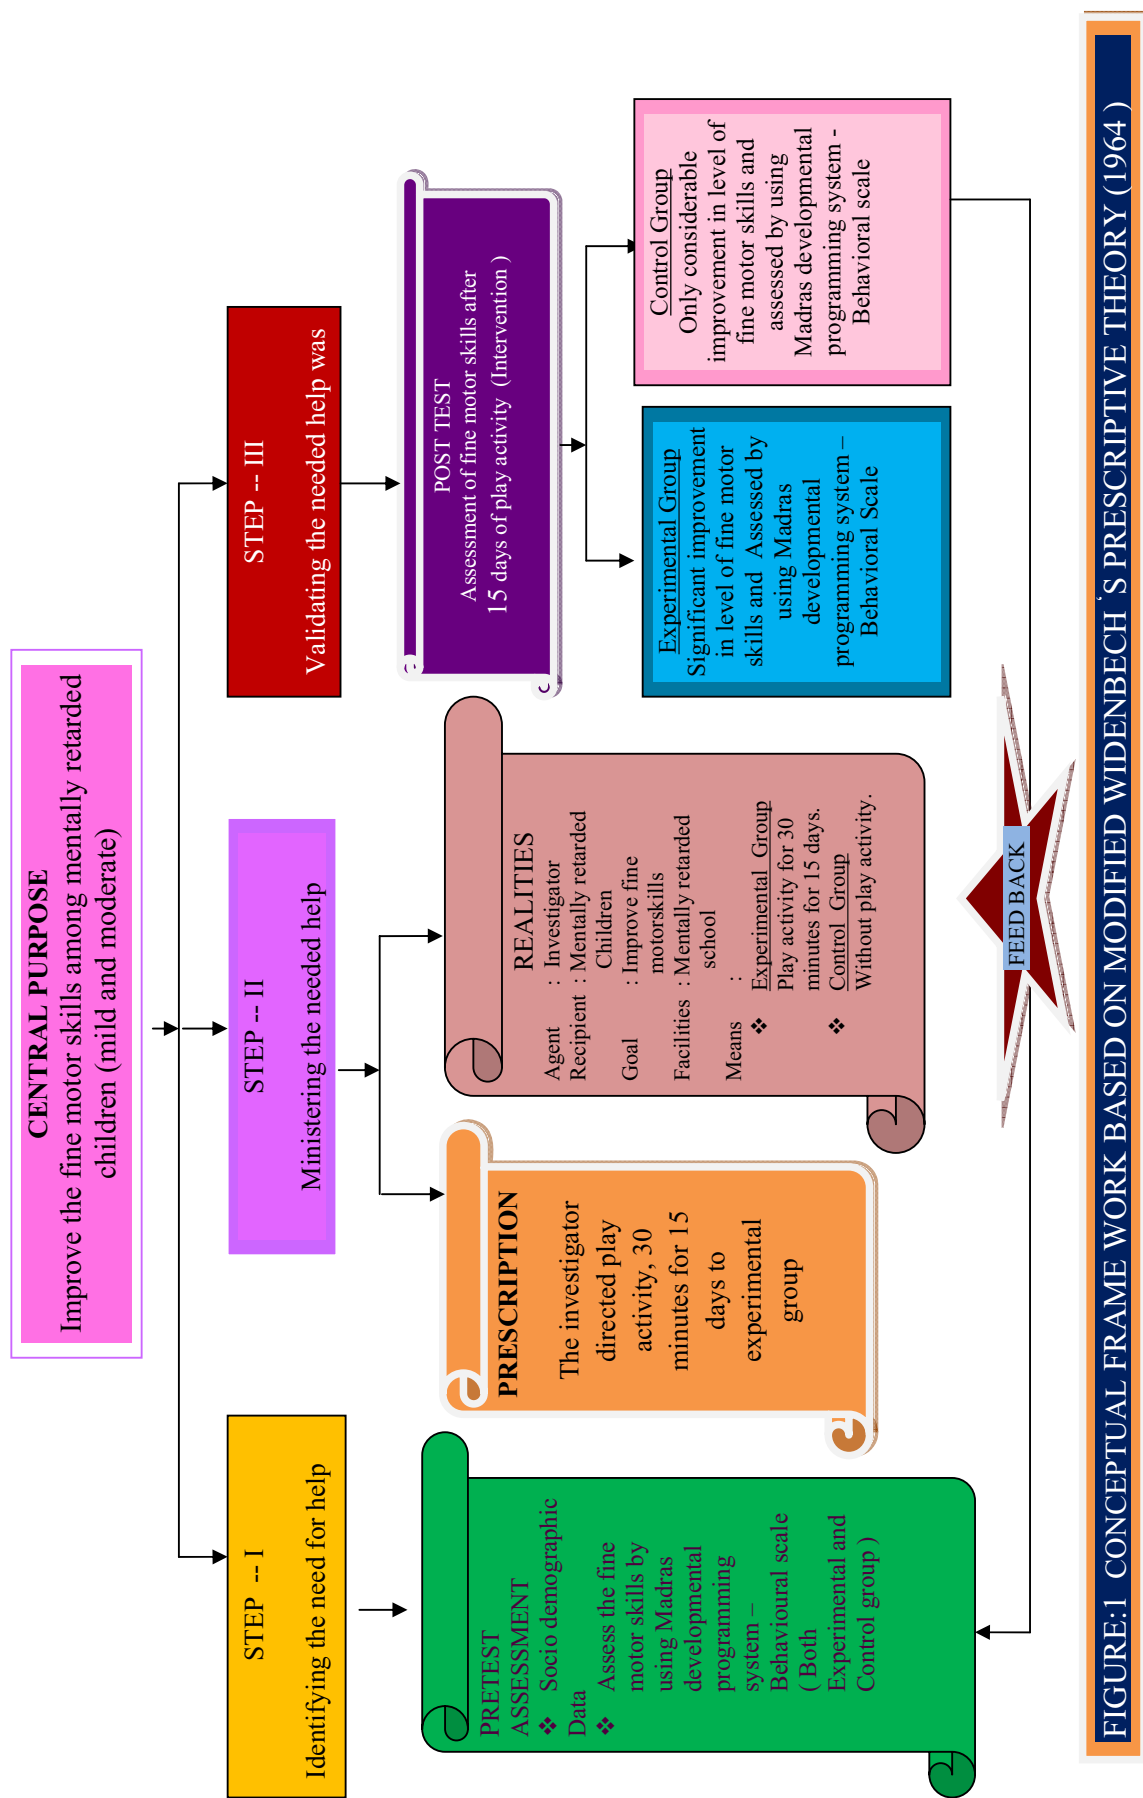 CENTRAL PURPOSE
Improve the fine motor skills among mentally retarded
children (mild and moderate)
STEP -- I
Identifying the need for help
STEP -- II
Ministering the needed help
STEP -- III
Validating the needed help was
PRETEST
ASSESSMENT
❖ Socio demographic
Data
❖ Assess the fine
motor skills by
using Madras
developmental
programming
system –
Behavioural scale
( Both
Experimental and
Control group )
PRESCRIPTION
The investigator
directed play
activity, 30
minutes for 15
days to
experimental
group
REALITIES
Agent : Investigator
Recipient : Mentally retarded
Children
Goal : Improve fine
motorskills
Facilities : Mentally retarded
school
Means :
❖ Experimental Group
Play activity for 30
minutes for 15 days.
❖ Control Group
Without play activity.
POST TEST
Assessment of fine motor skills after
15 days of play activity (Intervention )
Experimental Group
Significant improvement
in level of fine motor
skills and Assessed by
using Madras
developmental
programming system –
Behavioral Scale
Control Group
Only considerable
improvement in level of
fine motor skills and
assessed by using
Madras developmental
programming system -
Behavioral scale
FEED BACK
FIGURE:1 CONCEPTUAL FRAME WORK BASED ON MODIFIED WIDENBECH ‘S PRESCRIPTIVE THEORY (1964 )